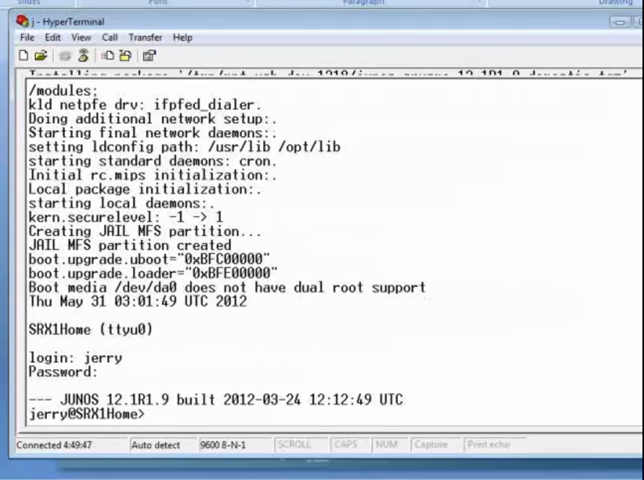 Slides
Font
Paragraph
Drawing
j - HyperTerminal
File Edit View Call Transfer Help
/modules;
kld netpfe drv: ifpfed_dialer.
Doing additional network setup:.
Starting final network daemons:.
setting ldconfig path: /usr/lib /opt/lib
starting standard daemons: cron.
Initial rc.mips initialization:.
Local package initialization:.
starting local daemons:.
kern.securelevel: -1 -> 1
Creating JAIL MFS partition...
JAIL MFS partition created
boot.upgrade.uboot="0xBFC00000"
boot.upgrade.loader="0xBFE00000"
Boot media /dev/da0 does not have dual root support
Thu May 31 03:01:49 UTC 2012
SRX1Home (ttyu0)
login: jerry
Password:
--- JUNOS 12.1R1.9 built 2012-03-24 12:12:49 UTC
jerry@SRX1Home>
Connected 4:49:47 Auto detect 9600 8-N-1 SCROLL CAPS NUM Capture Print echo